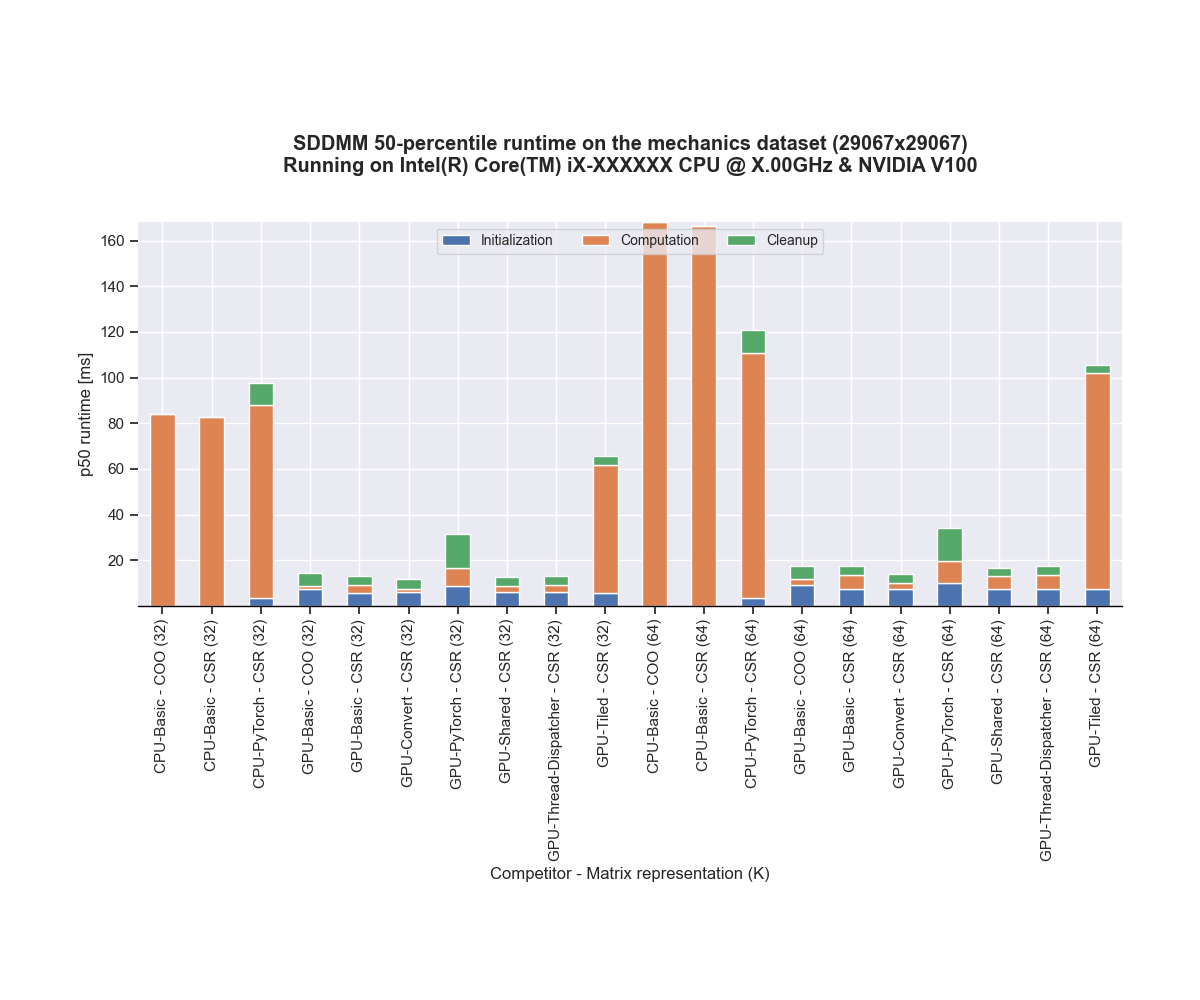 SDDMM 50-percentile runtime on the mechanics dataset (29067x29067)
Running on Intel(R) Core(TM) iX-XXXXXX CPU @ X.00GHz & NVIDIA V100
Initialization
Computation
Cleanup
p50 runtime [ms]
160
140
120
100
80
60
40
20
CPU-Basic - COO (32)
CPU-Basic - CSR (32)
CPU-PyTorch - CSR (32)
GPU-Basic - COO (32)
GPU-Basic - CSR (32)
GPU-Convert - CSR (32)
GPU-PyTorch - CSR (32)
GPU-Shared - CSR (32)
GPU-Thread-Dispatcher - CSR (32)
GPU-Tiled - CSR (32)
CPU-Basic - COO (64)
CPU-Basic - CSR (64)
CPU-PyTorch - CSR (64)
GPU-Basic - COO (64)
GPU-Basic - CSR (64)
GPU-Convert - CSR (64)
GPU-PyTorch - CSR (64)
GPU-Shared - CSR (64)
GPU-Thread-Dispatcher - CSR (64)
GPU-Tiled - CSR (64)
Competitor - Matrix representation (K)